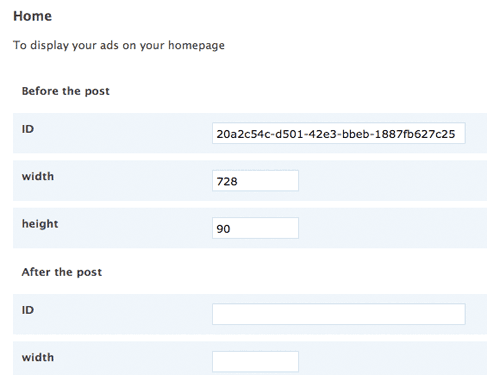 Home
To display your ads on your homepage
Before the post
ID 20a2c54c-d501-42e3-bbeb-1887fb627c25
width 728
height 90
After the post
ID
width